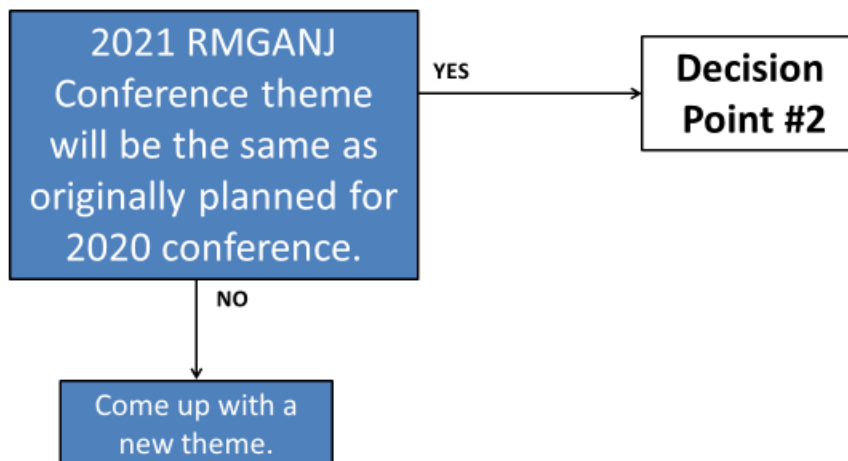 2021 RMGANJ
Conference theme
will be the same as
originally planned for
2020 conference.
YES
Decision
Point #2
NO
Come up with a
new theme.